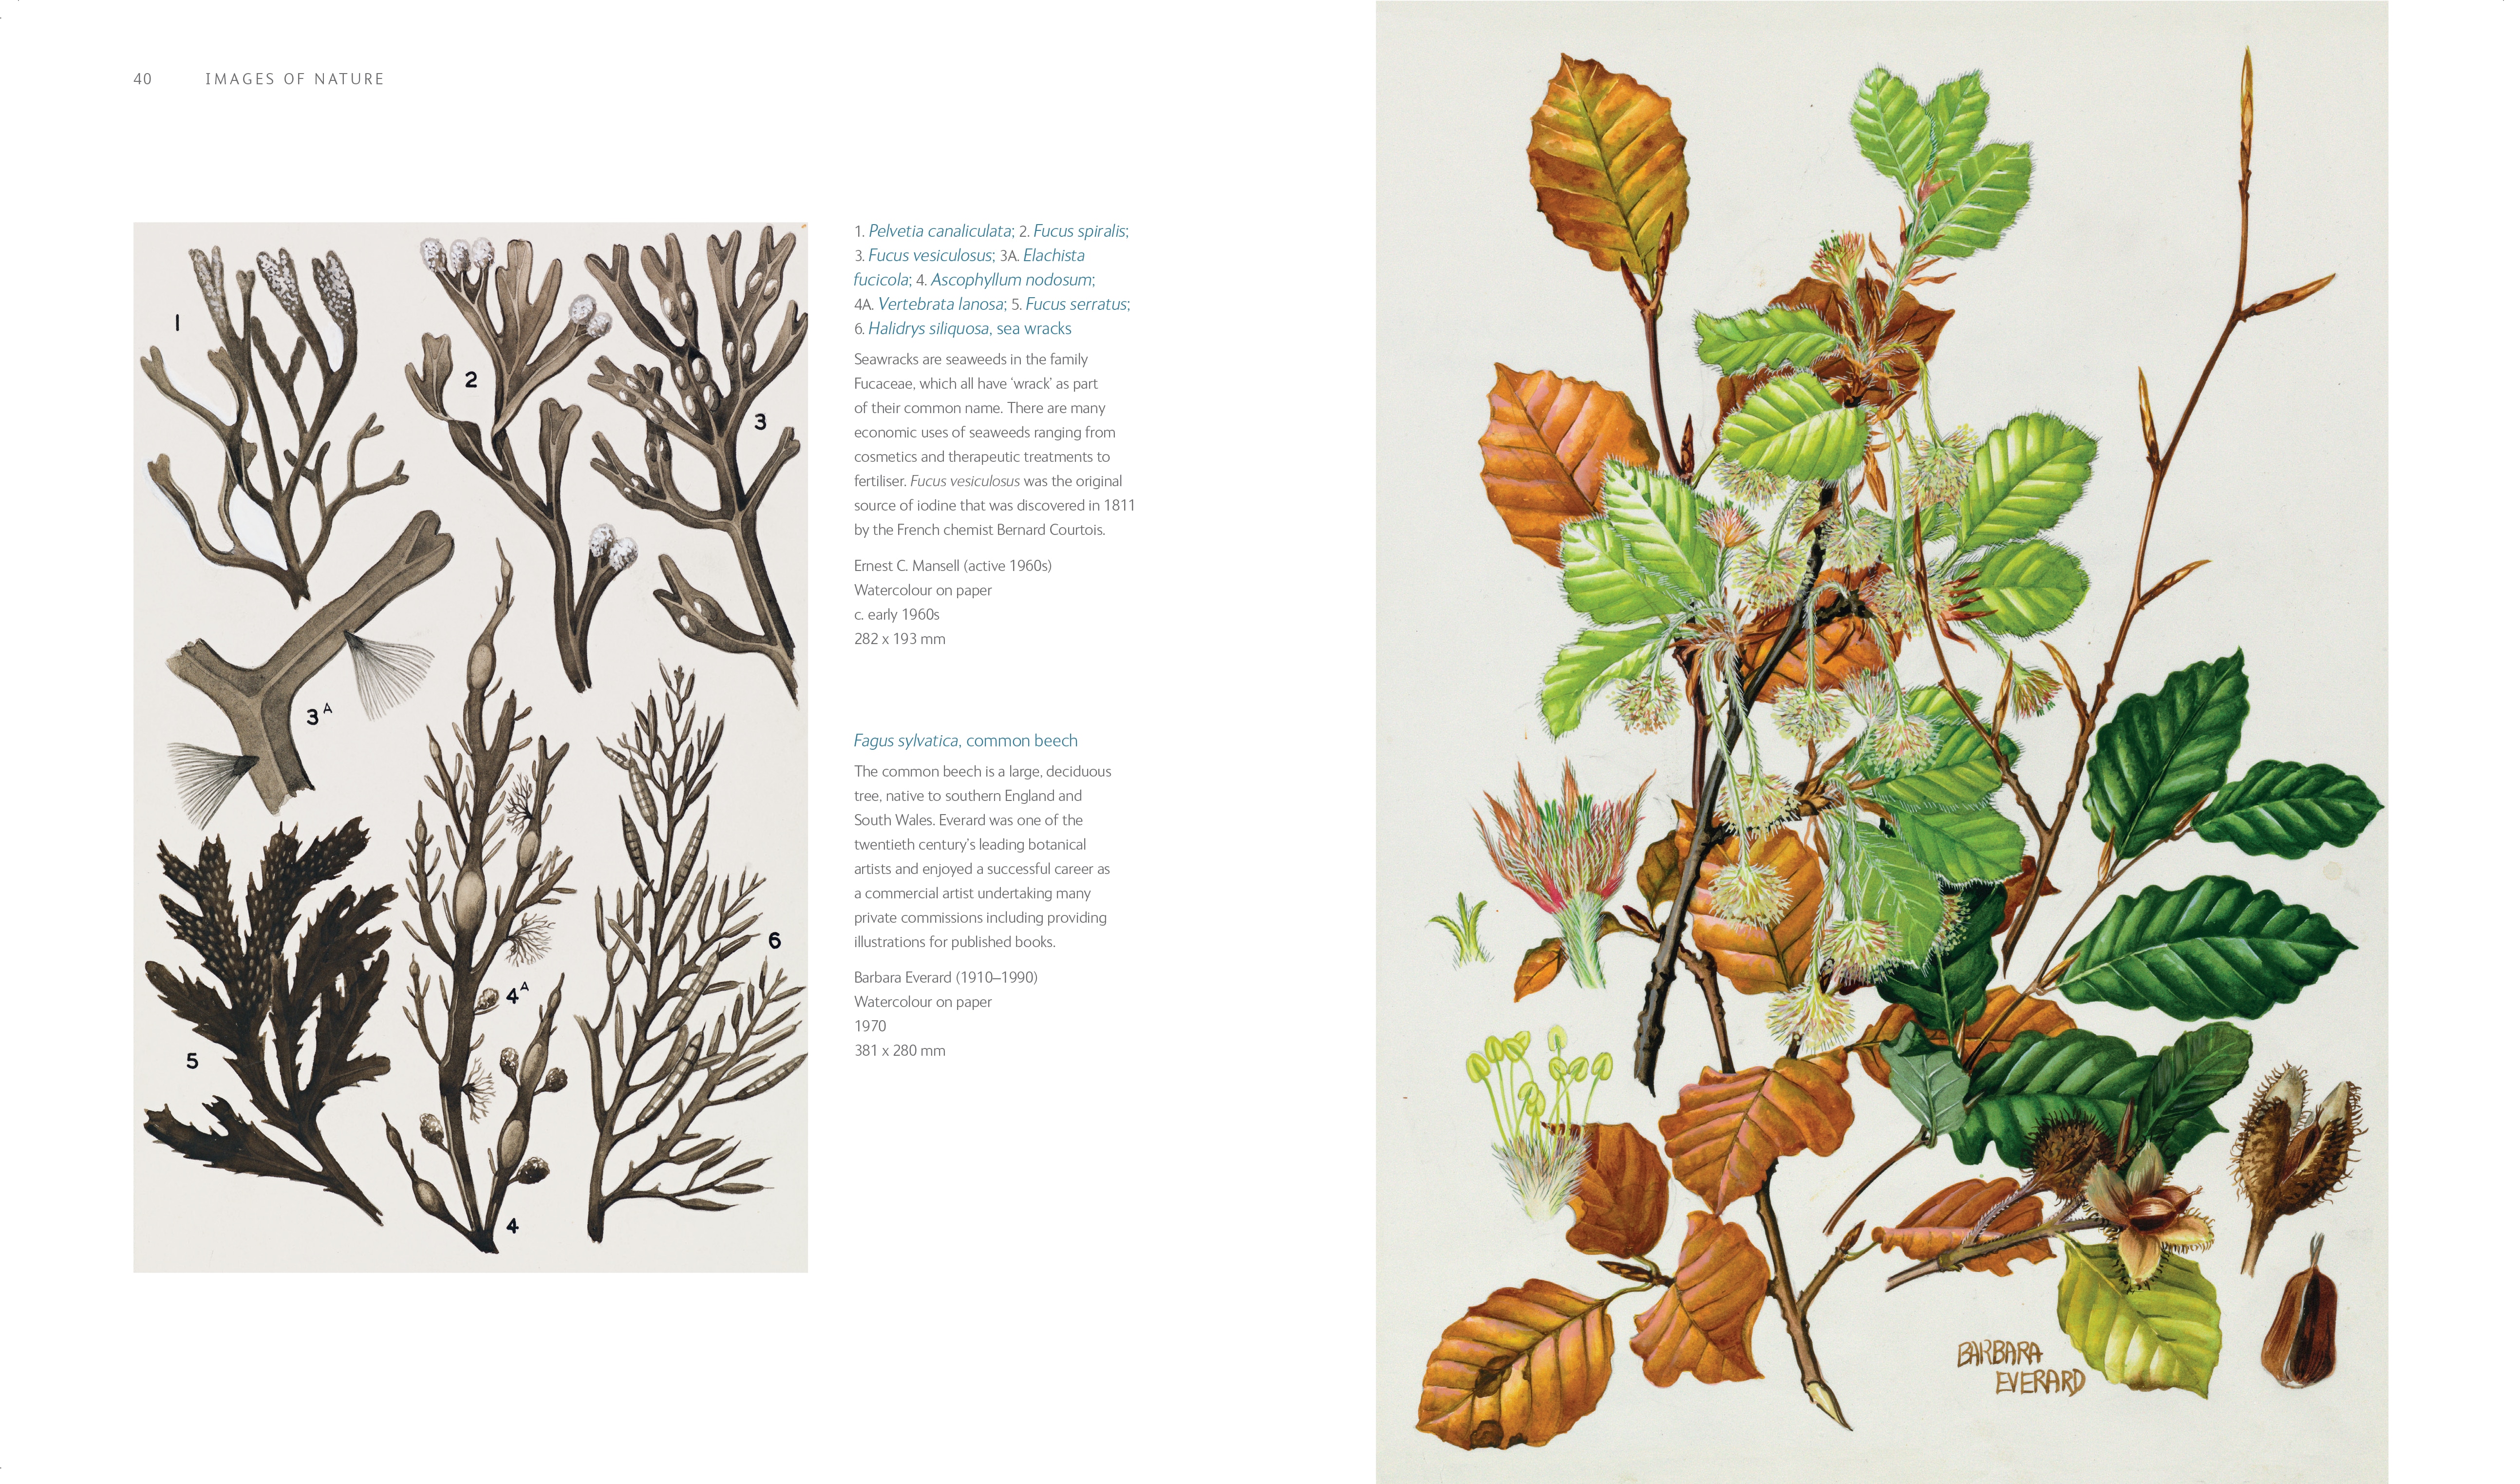 40 IMAGES OF NATURE
1
2
3
3A
4A
6
5
4
1. Pelvetia canaliculata; 2. Fucus spiralis;
3. Fucus vesiculosus; 3A. Elachista
fucicola; 4. Ascophyllum nodosum;
4A. Vertebrata lanosa; 5. Fucus serratus;
6. Halidrys siliquosa, sea wracks
Seawracks are seaweeds in the family
Fucaceae, which all have ‘wrack’ as part
of their common name. There are many
economic uses of seaweeds ranging from
cosmetics and therapeutic treatments to
fertiliser. Fucus vesiculosus was the original
source of iodine that was discovered in 1811
by the French chemist Bernard Courtois.
Ernest C. Mansell (active 1960s)
Watercolour on paper
c. early 1960s
282 x 193 mm
Fagus sylvatica, common beech
The common beech is a large, deciduous
tree, native to southern England and
South Wales. Everard was one of the
twentieth century’s leading botanical
artists and enjoyed a successful career as
a commercial artist undertaking many
private commissions including providing
illustrations for published books.
Barbara Everard (1910–1990)
Watercolour on paper
1970
381 x 280 mm
BARBARA
EVERARD